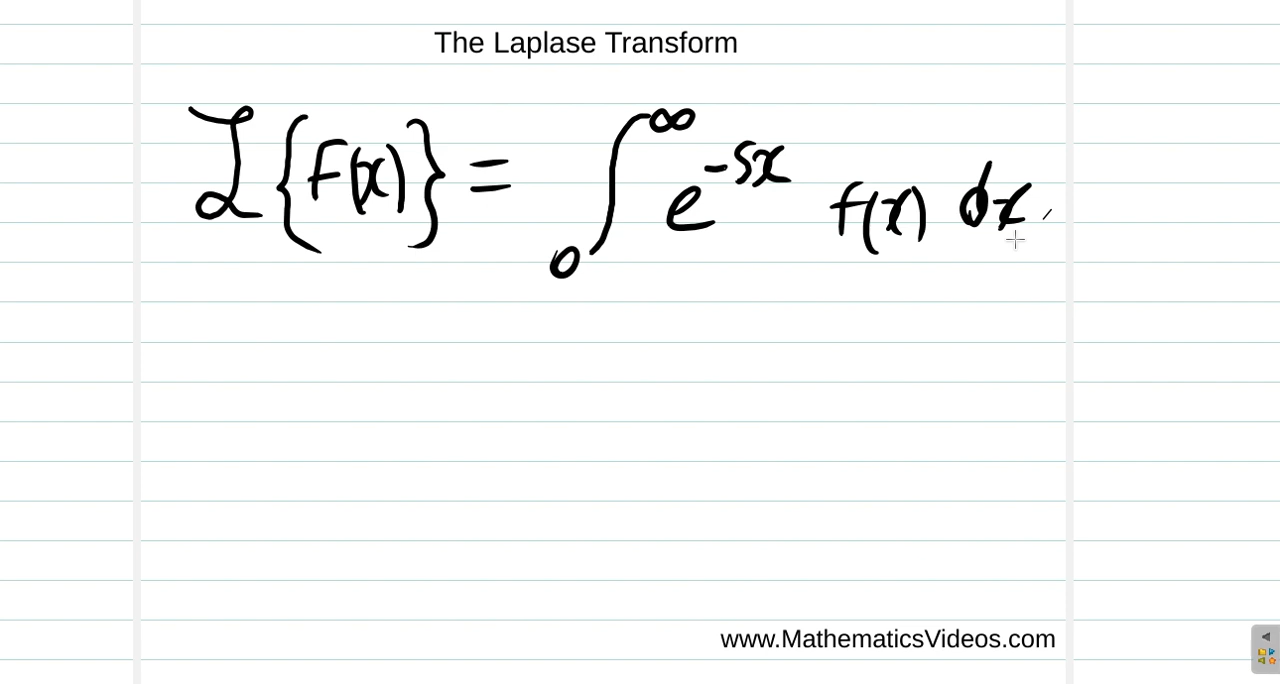 The Laplase Transform
ℒ{f(x)} = ∫₀^∞ e^(-sx) f(x) dx
www.MathematicsVideos.com